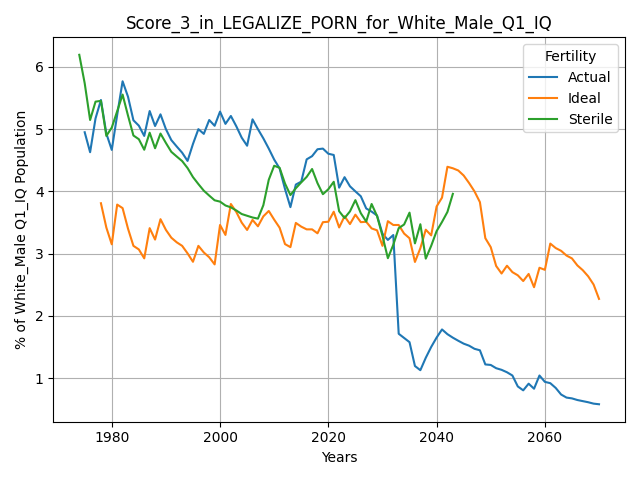 Score_3_in_LEGALIZE_PORN_for_White_Male_Q1_IQ
% of White_Male Q1_IQ Population
6
5
4
3
2
1
1980
2000
2020
2040
2060
Years
Fertility
Actual
Ideal
Sterile